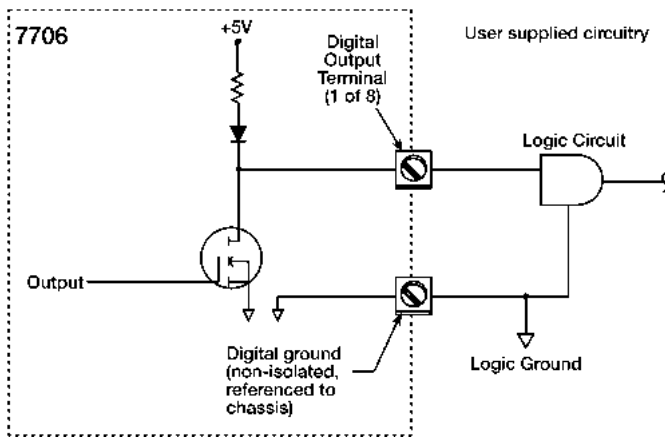 7706
+5V
Digital
Output
Terminal
(1 of 8)
User supplied circuitry
Logic Circuit
Output
Digital ground
(non-isolated,
referenced to
chassis)
Logic Ground